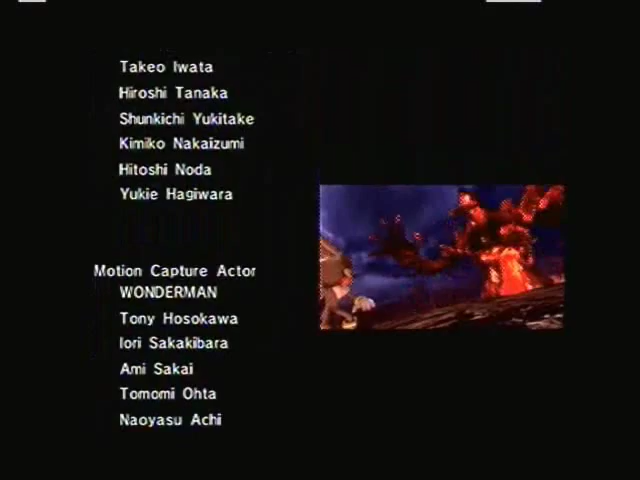 Takeo Iwata
Hiroshi Tanaka
Shunkichi Yukitake
Kimiko Nakaizumi
Hitoshi Noda
Yukie Hagiwara
Motion Capture Actor
WONDERMAN
Tony Hosokawa
Iori Sakakibara
Ami Sakai
Tomomi Ohta
Naoyasu Achi